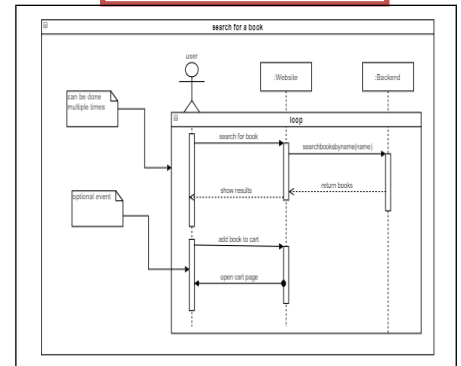 search for a book
user
:Website
:Backend
can be done
multiple times
loop
search for book
searchbooksbyname(name)
show results
return books
optional event
add book to cart
open cart page